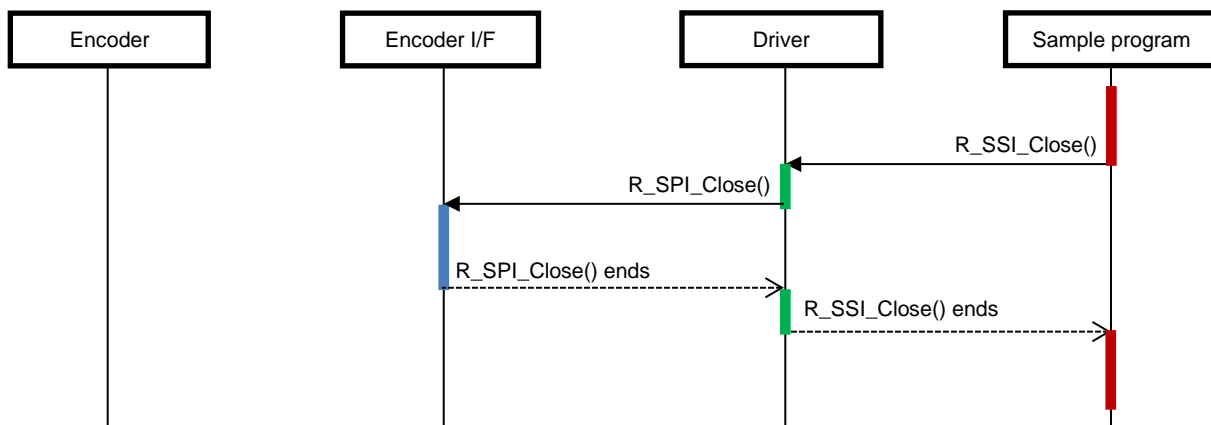 Encoder
Encoder I/F
Driver
Sample program
R_SSI_Close()
R_SPI_Close()
R_SPI_Close() ends
R_SSI_Close() ends